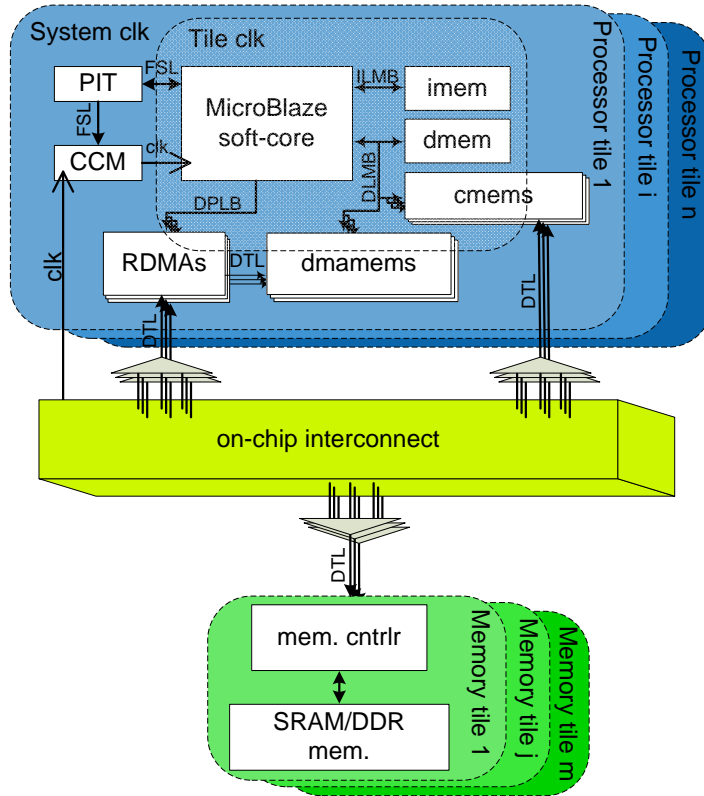 System clk
Tile clk
Processor tile 1
Processor tile i
Processor tile n
PIT
FSL
MicroBlaze
soft-core
ILMB
imem
FSL
CCM
clk
dmem
DLMB
cmems
DPLB
RDMAs
DTL
dmamems
clk
DTL
DTL
on-chip interconnect
DTL
mem. cntrlr
SRAM/DDR
mem.
Memory tile 1
Memory tile j
Memory tile m